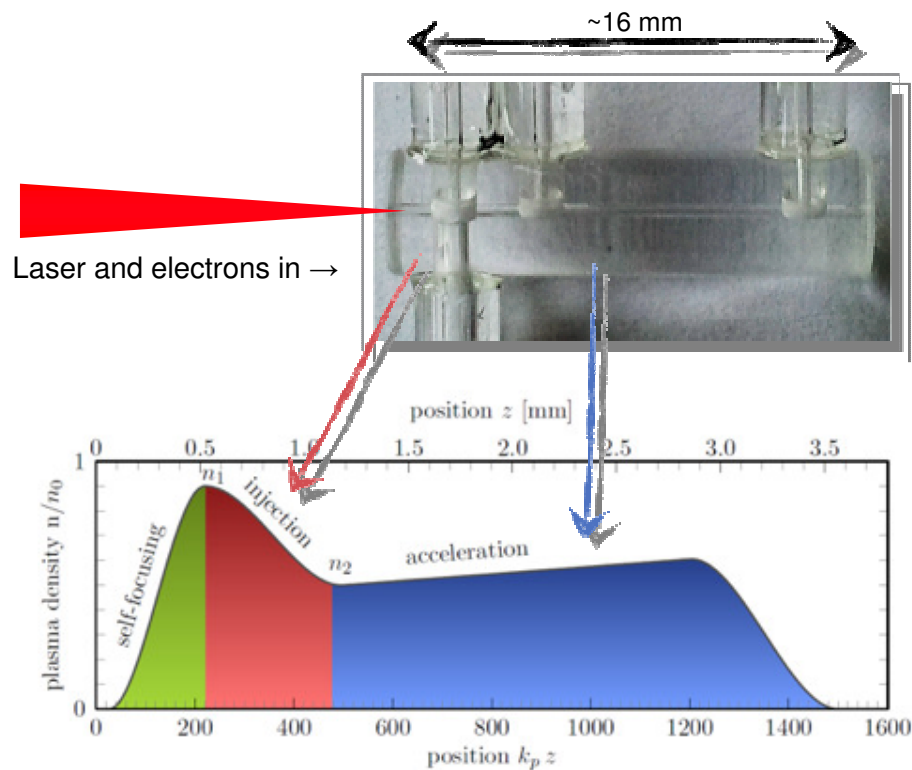 ~16 mm
Laser and electrons in →
position z [mm]
0 0.5 1.0 1.5 2.0 2.5 3.0 3.5
1
n₁
n₂
self-focusing
injection
acceleration
plasma density n/n₀
0
0 200 400 600 800 1000 1200 1400 1600
position kₚ z